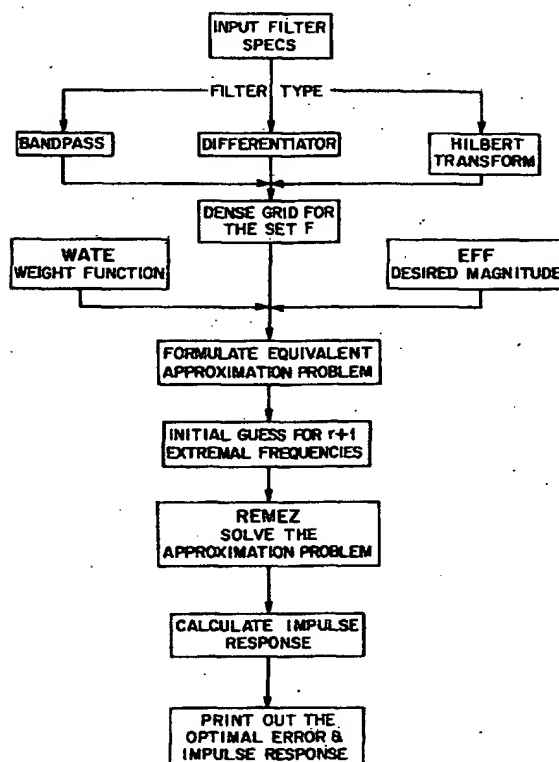 INPUT FILTER
SPECS
FILTER TYPE
BANDPASS
DIFFERENTIATOR
HILBERT
TRANSFORM
DENSE GRID FOR
THE SET F
WATE
WEIGHT FUNCTION
EFF
DESIRED MAGNITUDE
FORMULATE EQUIVALENT
APPROXIMATION PROBLEM
INITIAL GUESS FOR r+1
EXTREMAL FREQUENCIES
REMEZ
SOLVE THE
APPROXIMATION PROBLEM
CALCULATE IMPULSE
RESPONSE
PRINT OUT THE
OPTIMAL ERROR &
IMPULSE RESPONSE